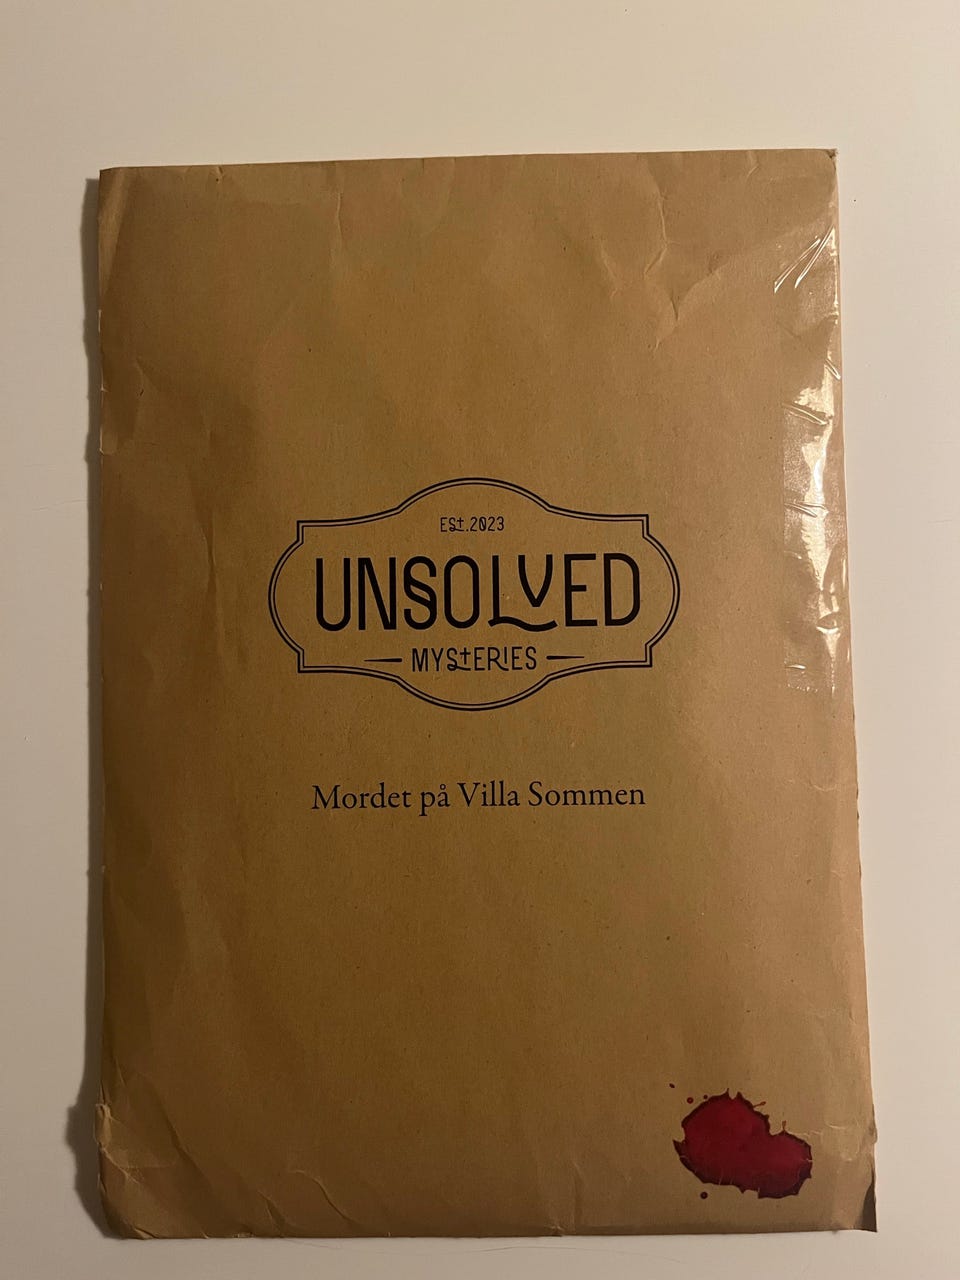 EST.2023
UNSOLVED
MYSTERIES
Mordet på Villa Sommen